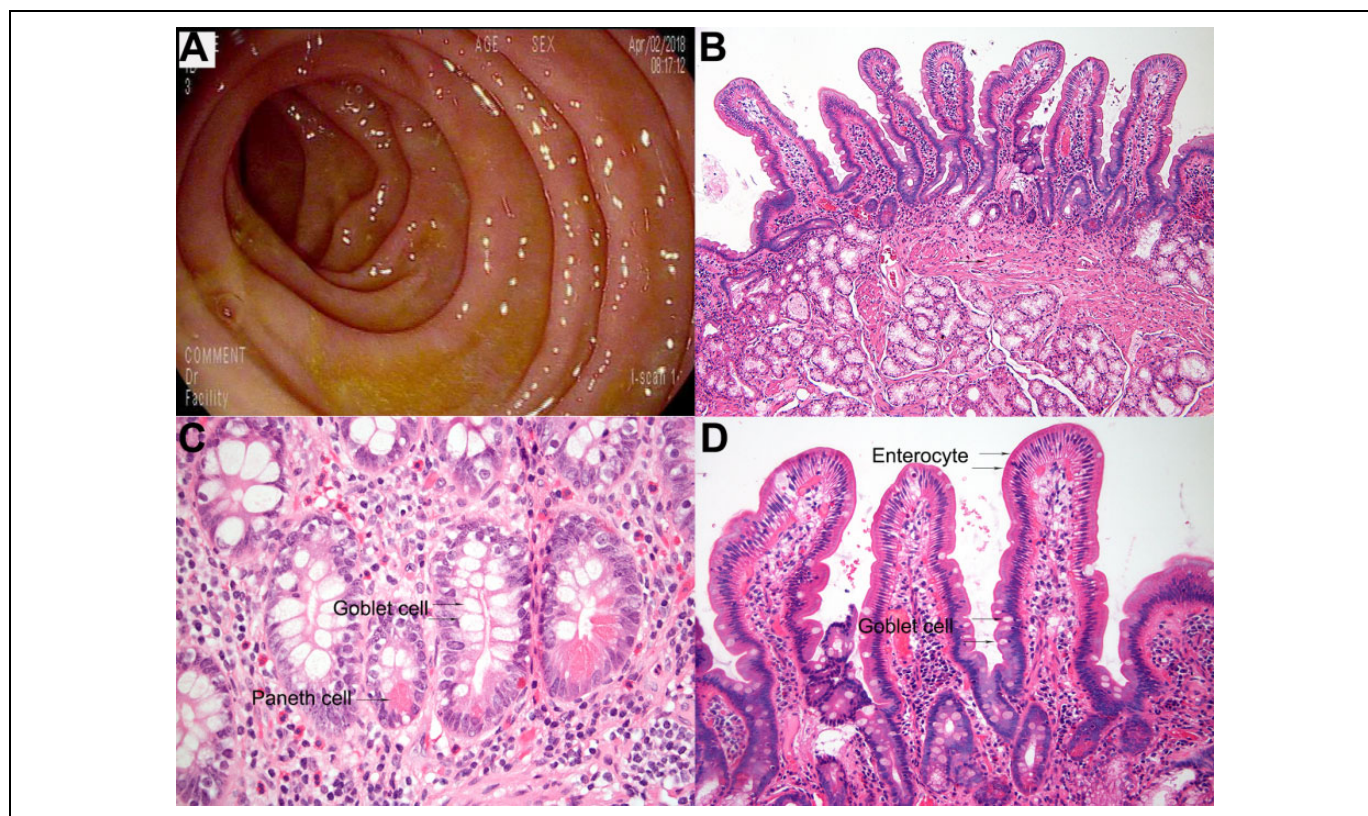 A
E
AGE SEX
Apr/02/2018
08:17:12
3
COMMENT
Dr
Facility
i-scan 1
B
C
Goblet cell
Paneth cell
D
Enterocyte
Goblet cell